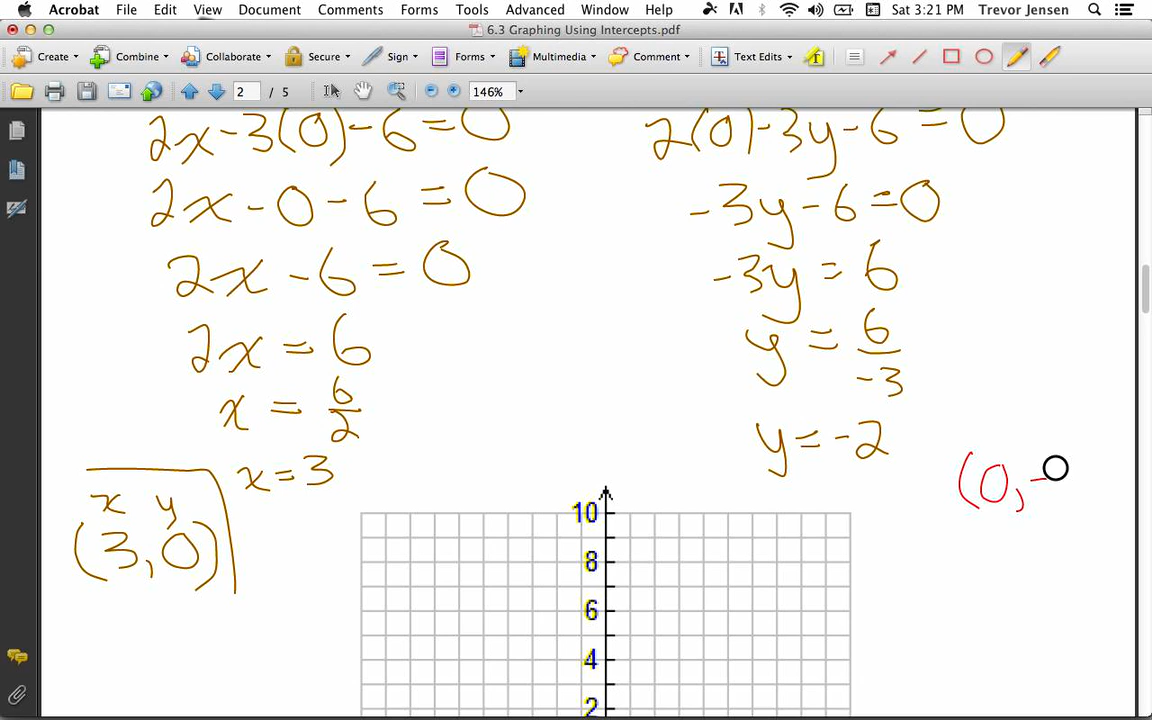 Acrobat File Edit View Document Comments Forms Tools Advanced Window Help Sat 3:21 PM Trevor Jensen
6.3 Graphing Using Intercepts.pdf
Create Combine Collaborate Secure Sign Forms Multimedia Comment Text Edits
2 / 5 146%
2x-3(0)-6=0
2x-0-6=0
2x-6=0
2x=6
x=6/2
x=3
x y
(3,0)
2(0)-3y-6=0
-3y-6=0
-3y=6
y=6/-3
y=-2
(0,-
10
8
6
4
2